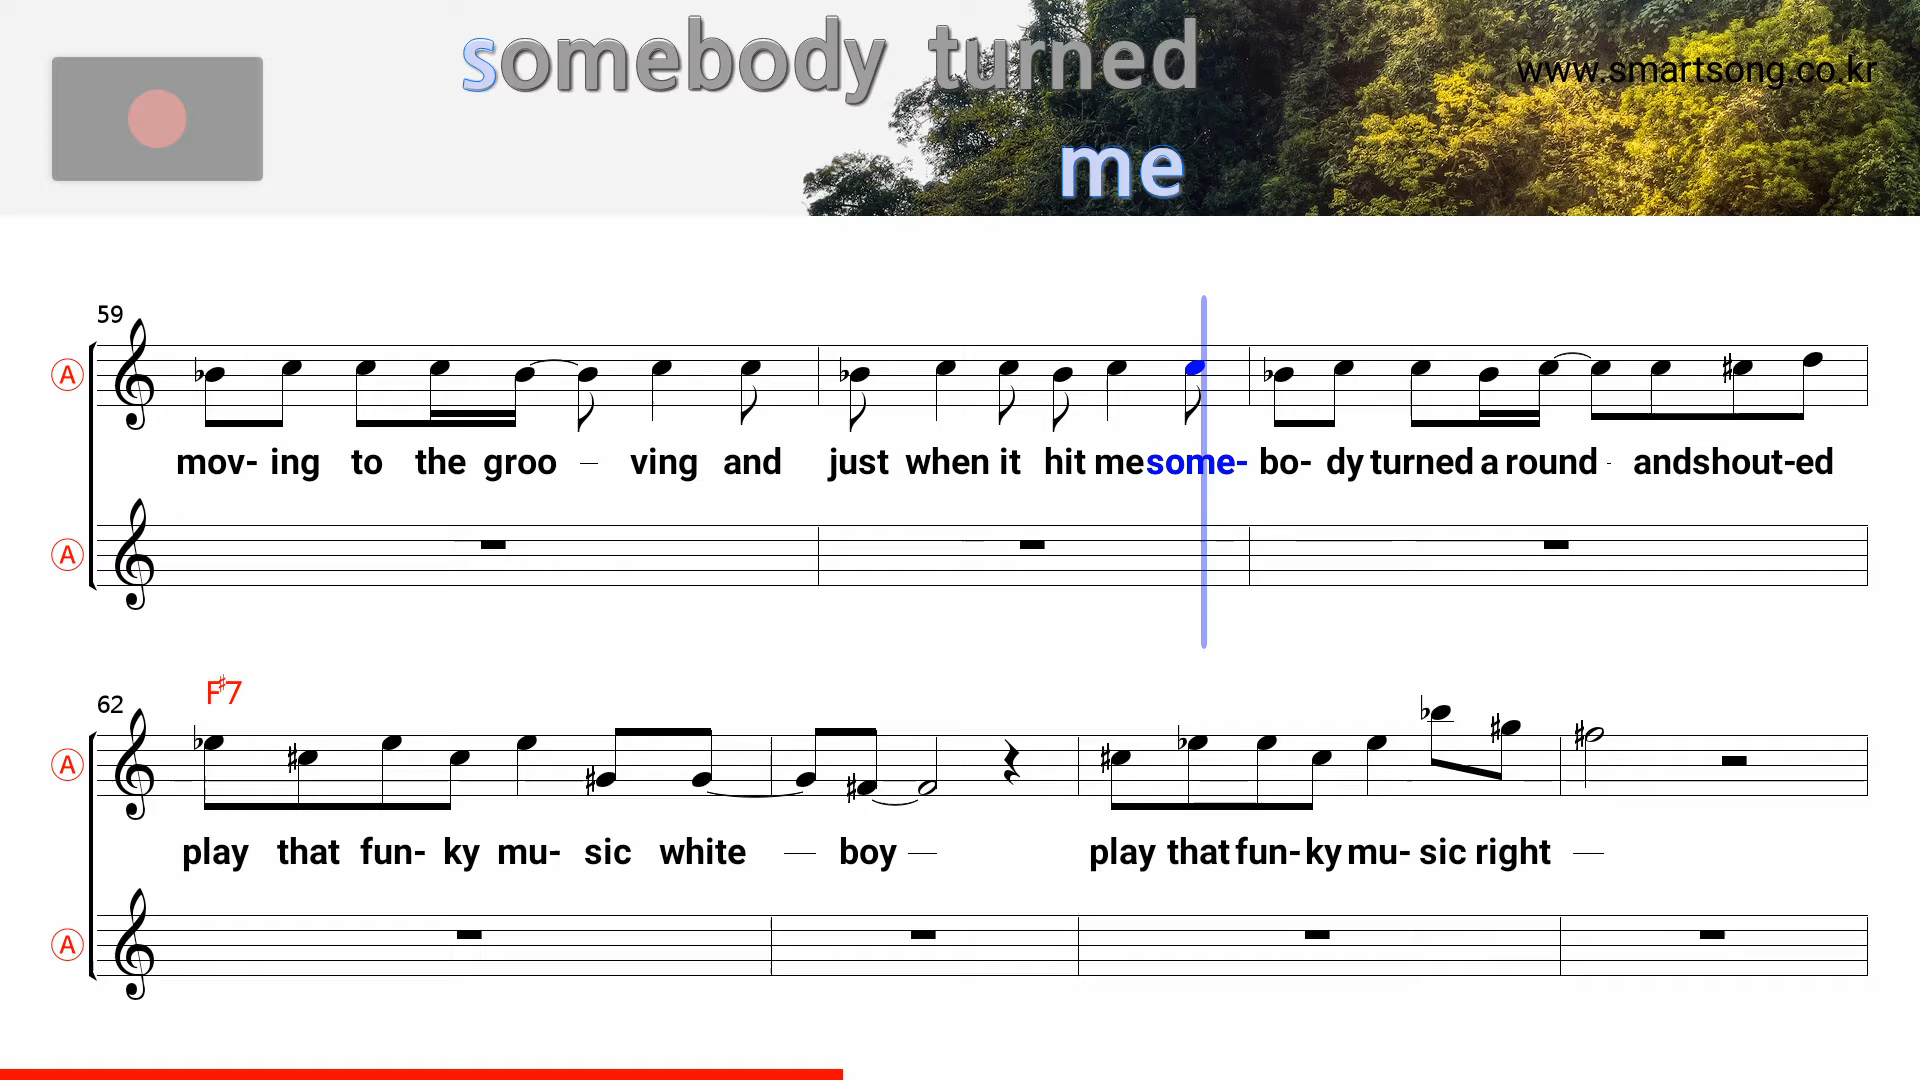 somebody turned
www.smartsong.co.kr
me
59
A
mov- ing to the groo – ving and just when it hit me some- bo- dy turned a round - and shout-ed
A
F#7
62
A
play that fun- ky mu- sic white — boy — play that fun- ky mu- sic right —
A